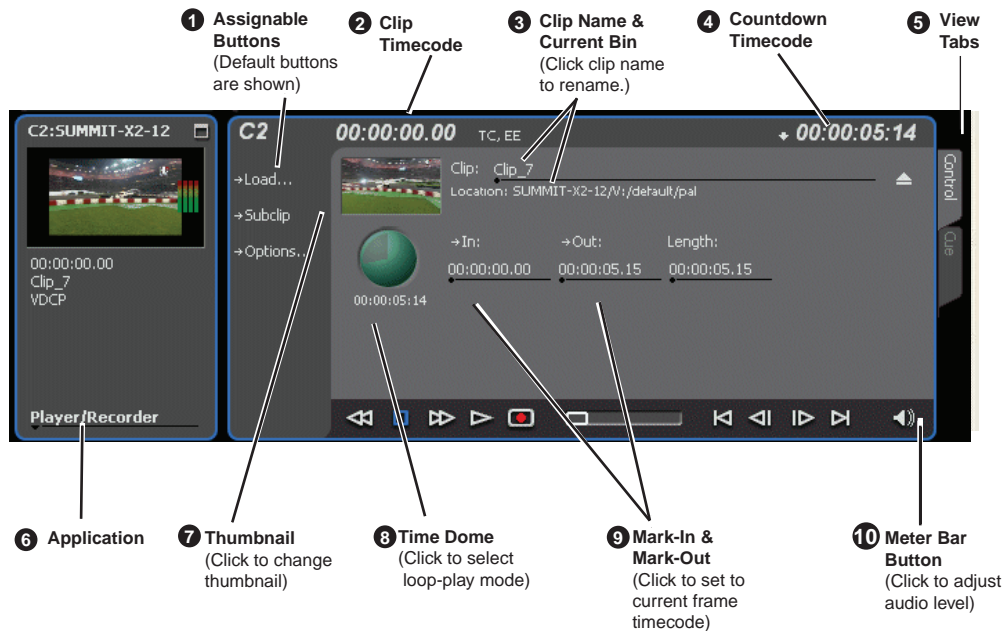 1 Assignable
Buttons
(Default buttons
are shown)
2 Clip
Timecode
3 Clip Name &
Current Bin
(Click clip name
to rename.)
4 Countdown
Timecode
5 View
Tabs
C2:SUMMIT-X2-12
00:00:00.00
Clip_7
VDCP
Player/Recorder
C2
00:00:00.00 TC, EE
00:00:05:14
→Load...
→Subclip
→Options..
Clip: Clip_7
Location: SUMMIT-X2-12/V:/default/pal
00:00:05:14
→In: →Out: Length:
00:00:00.00 00:00:05.15 00:00:05.15
Control
Cue
6 Application
7 Thumbnail
(Click to change
thumbnail)
8 Time Dome
(Click to select
loop-play mode)
9 Mark-In &
Mark-Out
(Click to set to
current frame
timecode)
10 Meter Bar
Button
(Click to adjust
audio level)